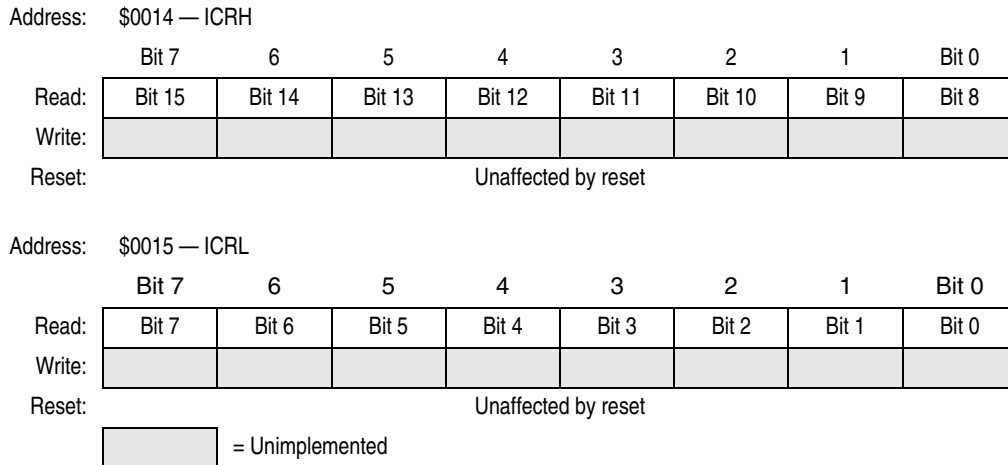 Address: $0014 — ICRH
Bit 7 6 5 4 3 2 1 Bit 0
Read: Bit 15 Bit 14 Bit 13 Bit 12 Bit 11 Bit 10 Bit 9 Bit 8
Write:
Reset: Unaffected by reset
Address: $0015 — ICRL
Bit 7 6 5 4 3 2 1 Bit 0
Read: Bit 7 Bit 6 Bit 5 Bit 4 Bit 3 Bit 2 Bit 1 Bit 0
Write:
Reset: Unaffected by reset
= Unimplemented